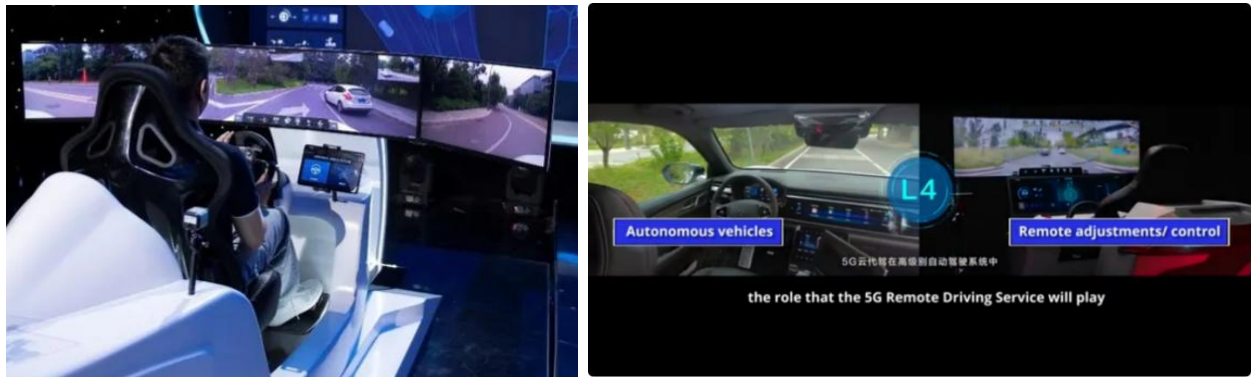 L4
Autonomous vehicles
Remote adjustments/ control
5G云代驾在高级别自动驾驶系统中
the role that the 5G Remote Driving Service will play